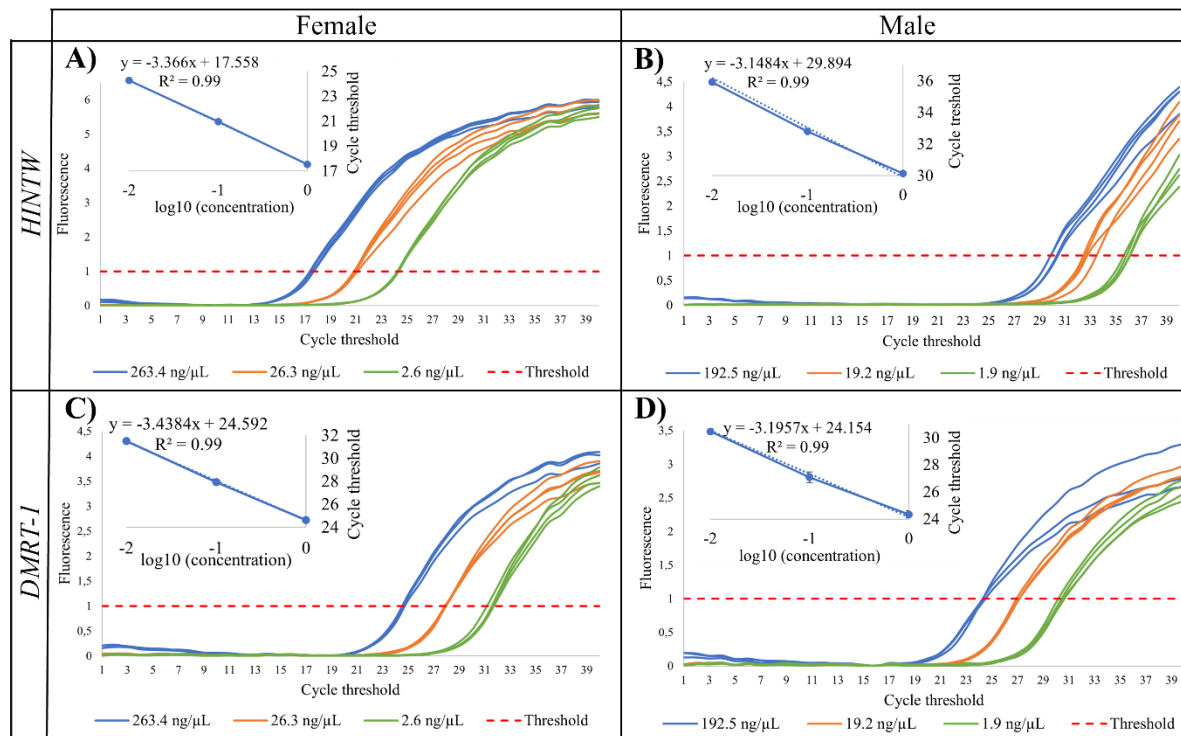 Female
Male
HINTW
DMRT-1
A)
y = -3.366x + 17.558
R² = 0.99
25
23
21
19
17
Cycle threshold
-2
-1
0
log10 (concentration)
Fluorescence
6
5
4
3
2
1
0
1 3 5 7 9 11 13 15 17 19 21 23 25 27 29 31 33 35 37 39
Cycle threshold
263.4 ng/µL 26.3 ng/µL 2.6 ng/µL Threshold
B)
y = -3.1484x + 29.894
R² = 0.99
36
34
32
30
Cycle threshold
-2
-1
0
log10 (concentration)
Fluorescence
4,5
4
3,5
3
2,5
2
1,5
1
0,5
0
1 3 5 7 9 11 13 15 17 19 21 23 25 27 29 31 33 35 37 39
Cycle threshold
192.5 ng/µL 19.2 ng/µL 1.9 ng/µL Threshold
C)
y = -3.4384x + 24.592
R² = 0.99
32
30
28
26
24
Cycle threshold
-2
-1
0
log10 (concentration)
Fluorescence
4,5
4
3,5
3
2,5
2
1,5
1
0,5
0
1 3 5 7 9 11 13 15 17 19 21 23 25 27 29 31 33 35 37 39
Cycle threshold
263.4 ng/µL 26.3 ng/µL 2.6 ng/µL Threshold
D)
y = -3.1957x + 24.154
R² = 0.99
30
28
26
24
Cycle threshold
-2
-1
0
log10 (concentration)
Fluorescence
3,5
3
2,5
2
1,5
1
0,5
0
1 3 5 7 9 11 13 15 17 19 21 23 25 27 29 31 33 35 37 39
Cycle threshold
192.5 ng/µL 19.2 ng/µL 1.9 ng/µL Threshold